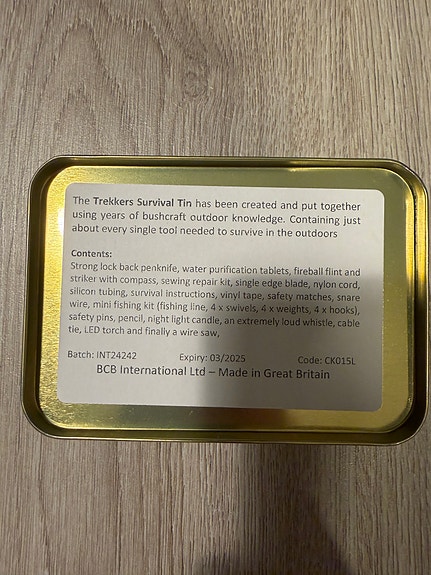 The Trekkers Survival Tin has been created and put together
using years of bushcraft outdoor knowledge. Containing just
about every single tool needed to survive in the outdoors
Contents:
Strong lock back penknife, water purification tablets, fireball flint and
striker with compass, sewing repair kit, single edge blade, nylon cord,
silicon tubing, survival instructions, vinyl tape, safety matches, snare
wire, mini fishing kit (fishing line, 4 x swivels, 4 x weights, 4 x hooks),
safety pins, pencil, night light candle, an extremely loud whistle, cable
tie, LED torch and finally a wire saw,
Batch: INT24242 Expiry: 03/2025 Code: CK015L
BCB International Ltd – Made in Great Britain